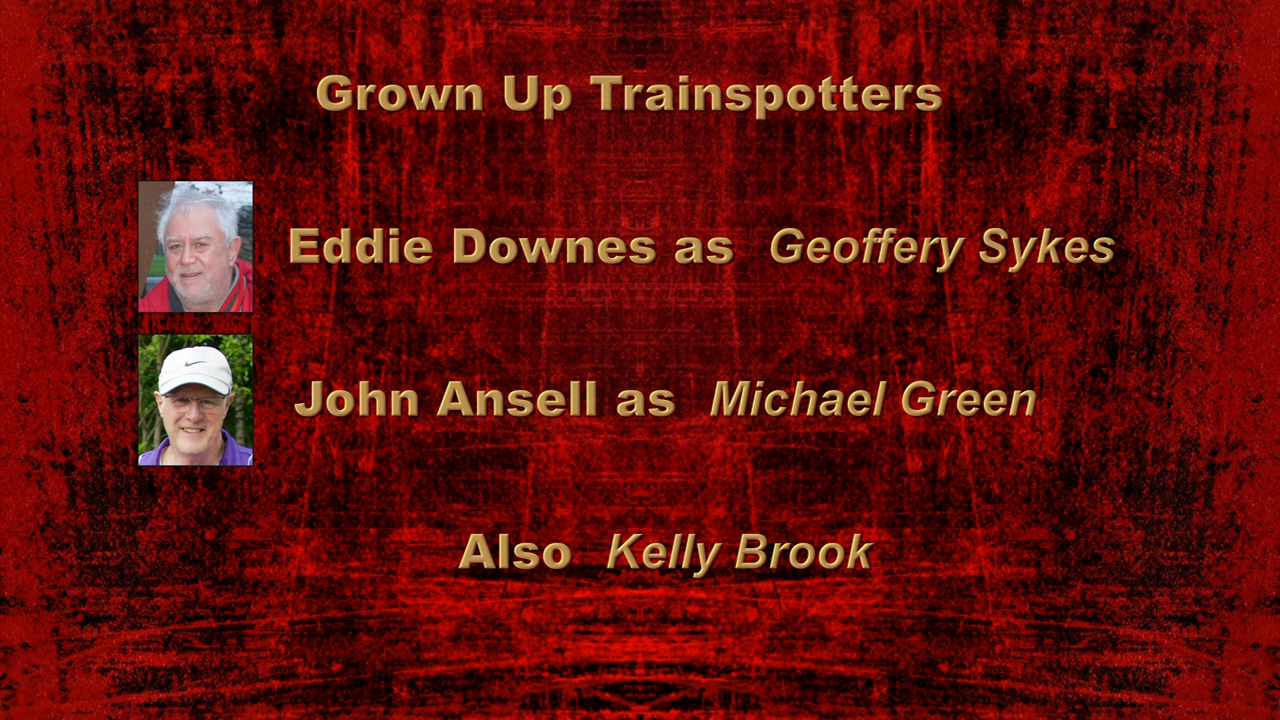 Grown Up Trainspotters
Eddie Downes as Geoffery Sykes
John Ansell as Michael Green
Also Kelly Brook